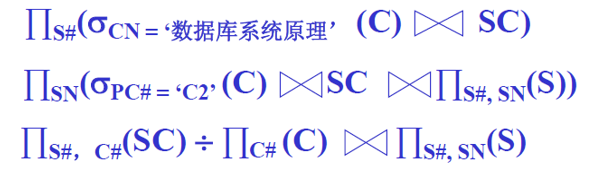 ∏S#(σCN = ‘数据库系统原理’ (C) ⋈ SC)
∏SN(σPC# = ‘C2’ (C) ⋈SC ⋈∏S#, SN(S))
∏S#，C#(SC) ÷ ∏C# (C) ⋈∏S#, SN(S)